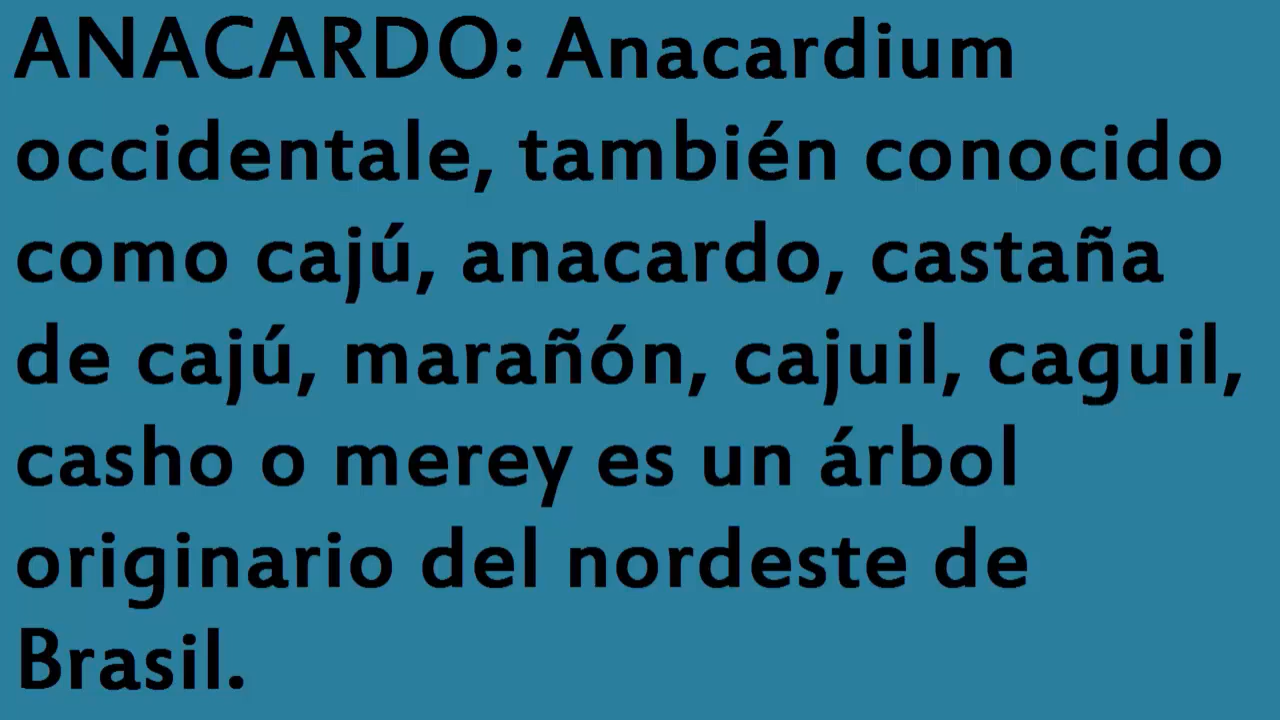 ANACARDO: Anacardium
occidentale, también conocido
como cajú, anacardo, castaña
de cajú, marañón, cajuil, caguil,
casho o merey es un árbol
originario del nordeste de
Brasil.